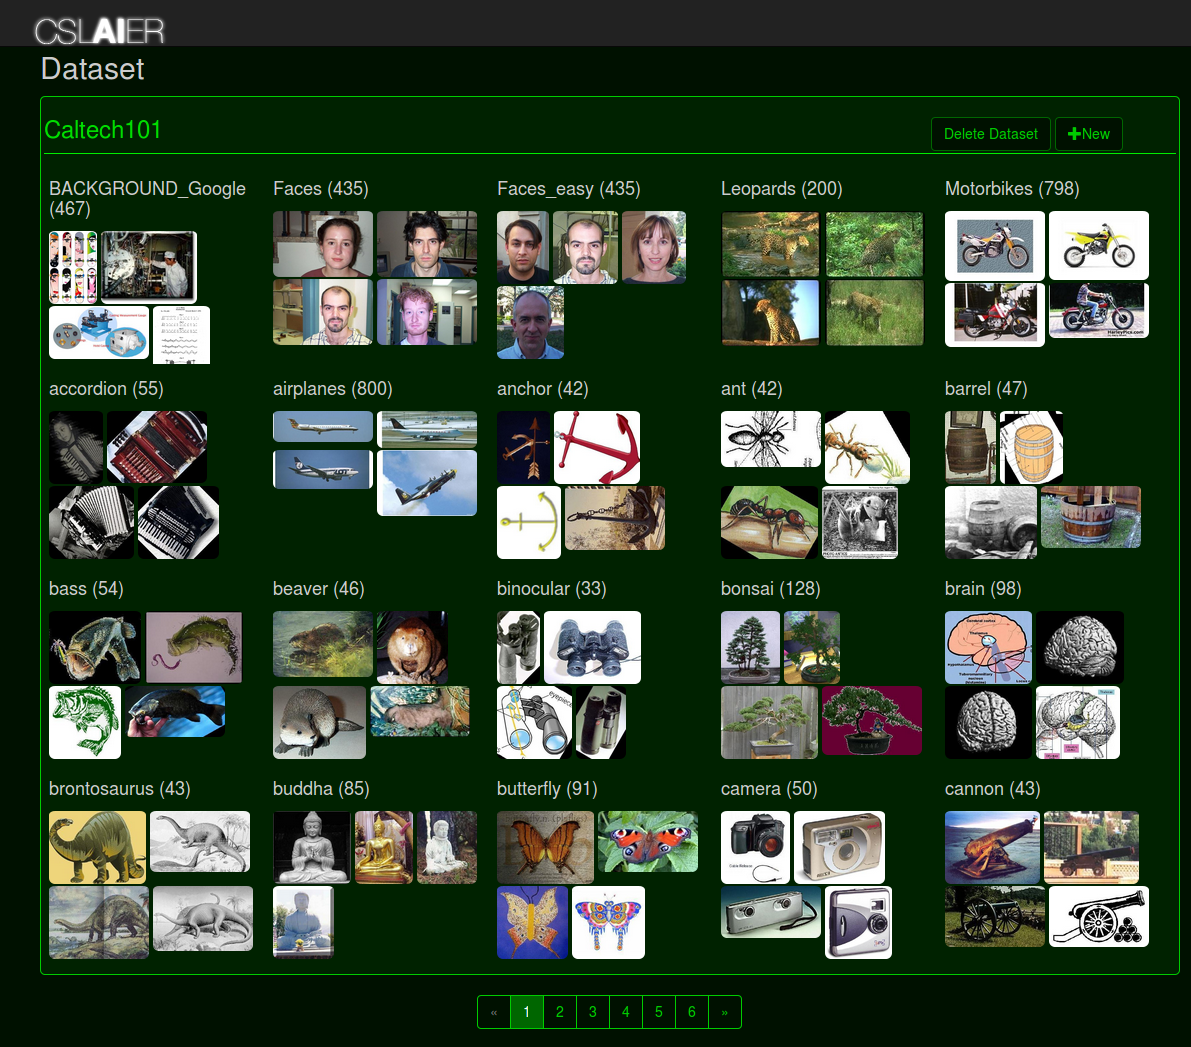 CSLAIER
Dataset
Caltech101
Delete Dataset
New
BACKGROUND_Google
(467)
Faces (435)
Faces_easy (435)
Leopards (200)
Motorbikes (798)
accordion (55)
airplanes (800)
anchor (42)
ant (42)
barrel (47)
bass (54)
beaver (46)
binocular (33)
bonsai (128)
brain (98)
brontosaurus (43)
buddha (85)
butterfly (91)
camera (50)
cannon (43)
« 1 2 3 4 5 6 »